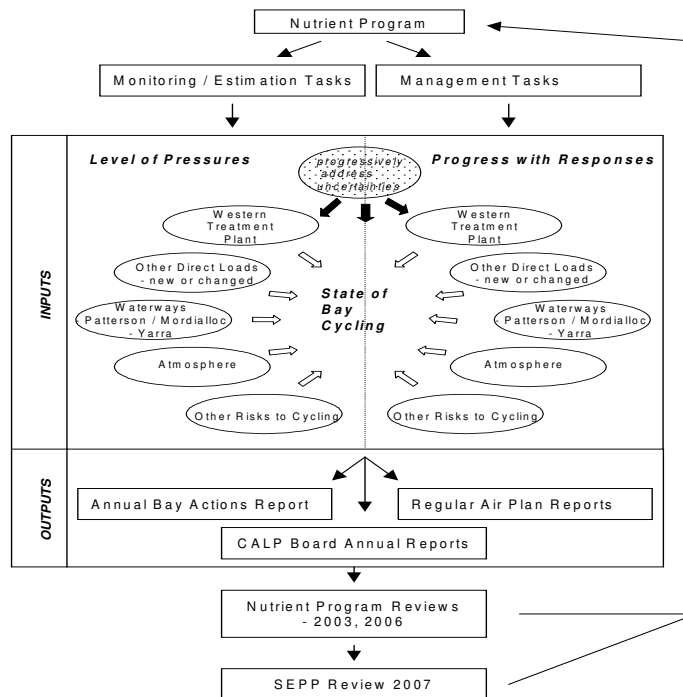 Nutrient Program
Monitoring / Estimation Tasks
Management Tasks
INPUTS
Level of Pressures
Progress with Responses
progressively
address
uncertainties
Western
Treatment
Plant
Other Direct Loads
- new or changed
Waterways
- Patterson / Mordialloc
- Yarra
Atmosphere
Other Risks to Cycling
State of
Bay
Cycling
Western
Treatment
Plant
Other Direct Loads
- new or changed
Waterways
- Patterson / Mordialloc
- Yarra
Atmosphere
Other Risks to Cycling
OUTPUTS
Annual Bay Actions Report
Regular Air Plan Reports
CALP Board Annual Reports
Nutrient Program Reviews
- 2003, 2006
SEPP Review 2007